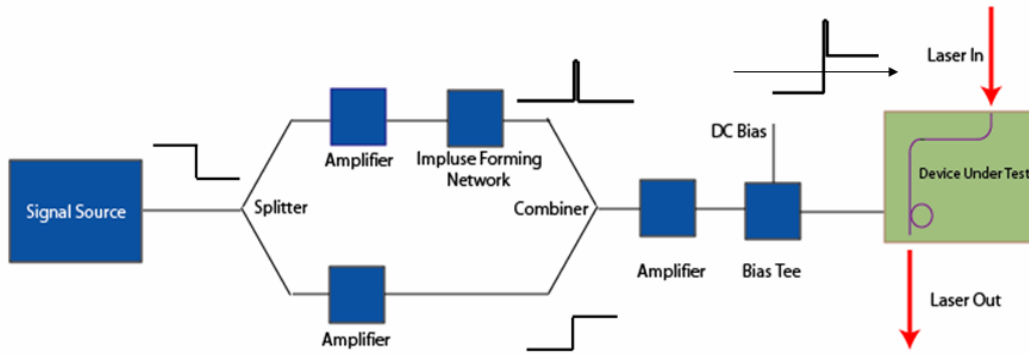 Laser In
DC Bias
Amplifier
Impluse Forming
Network
Device Under Test
Signal Source
Splitter
Combiner
Amplifier
Bias Tee
Laser Out
Amplifier